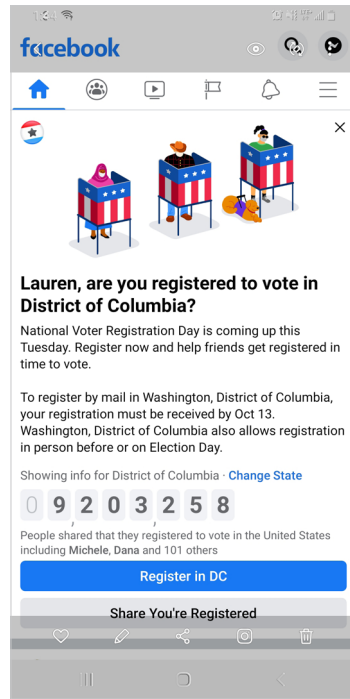 1:34
facebook
Lauren, are you registered to vote in
District of Columbia?
National Voter Registration Day is coming up this
Tuesday. Register now and help friends get registered in
time to vote.
To register by mail in Washington, District of Columbia,
your registration must be received by Oct 13.
Washington, District of Columbia also allows registration
in person before or on Election Day.
Showing info for District of Columbia · Change State
0 9,2 0 3,2 5 8
People shared that they registered to vote in the United States
including Michele, Dana and 101 others
Register in DC
Share You're Registered